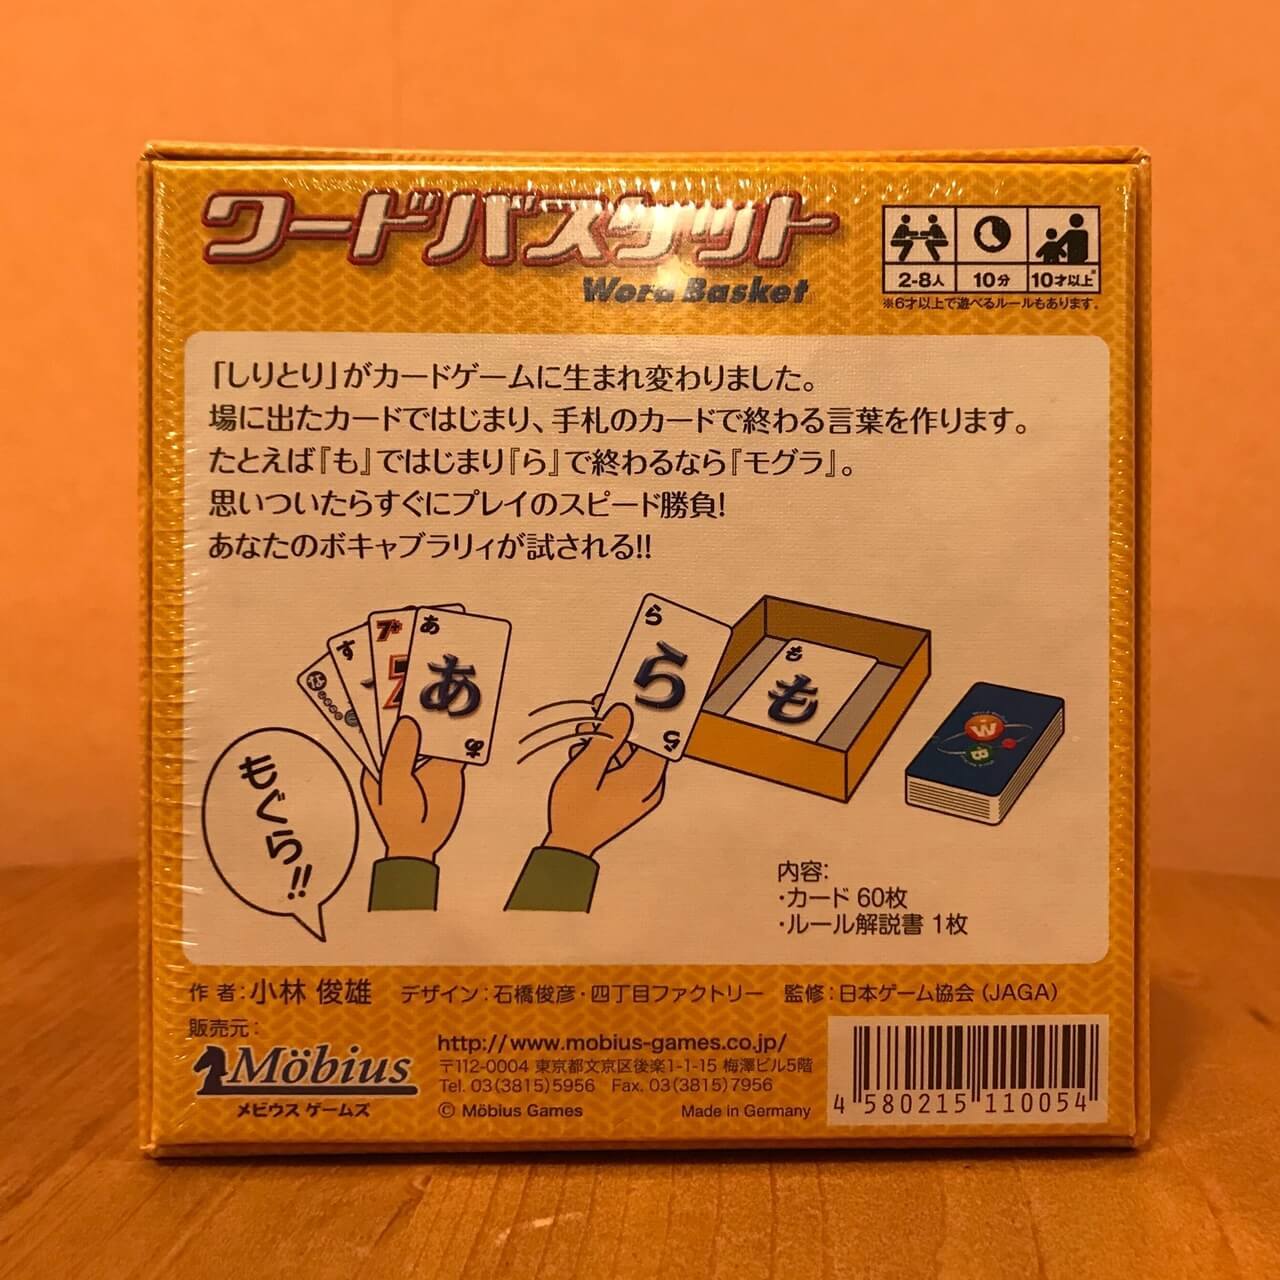 ワードバスケット
Word Basket
2-8人 10分 10才以上※
※6才以上で遊べるルールもあります。
「しりとり」がカードゲームに生まれ変わりました。
場に出たカードではじまり、手札のカードで終わる言葉を作ります。
たとえば『も』ではじまり『ら』で終わるなら『モグラ』。
思いついたらすぐにプレイのスピード勝負!
あなたのボキャブラリィが試される!!
な
す
7+
7
あ
あ
あ
ら
ら
ら
も
も
W
B
もぐら!!
内容:
・カード 60枚
・ルール解説書 1枚
作 者:小林 俊雄 デザイン:石橋俊彦・四丁目ファクトリー 監修:日本ゲーム協会(JAGA)
販売元:
Möbius
メビウス ゲームズ
http://www.mobius-games.co.jp/
〒112-0004 東京都文京区後楽1-1-15 梅澤ビル5階
Tel. 03(3815)5956 Fax. 03(3815)7956
© Möbius Games Made in Germany
4 580215 110054